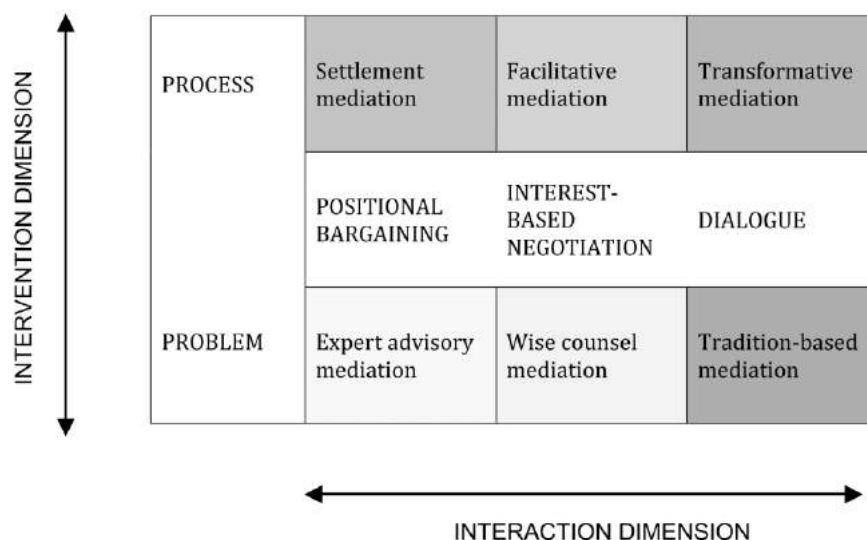 INTERVENTION DIMENSION
PROCESS
Settlement
mediation
Facilitative
mediation
Transformative
mediation
POSITIONAL
BARGAINING
INTEREST-
BASED
NEGOTIATION
DIALOGUE
PROBLEM
Expert advisory
mediation
Wise counsel
mediation
Tradition-based
mediation
INTERACTION DIMENSION